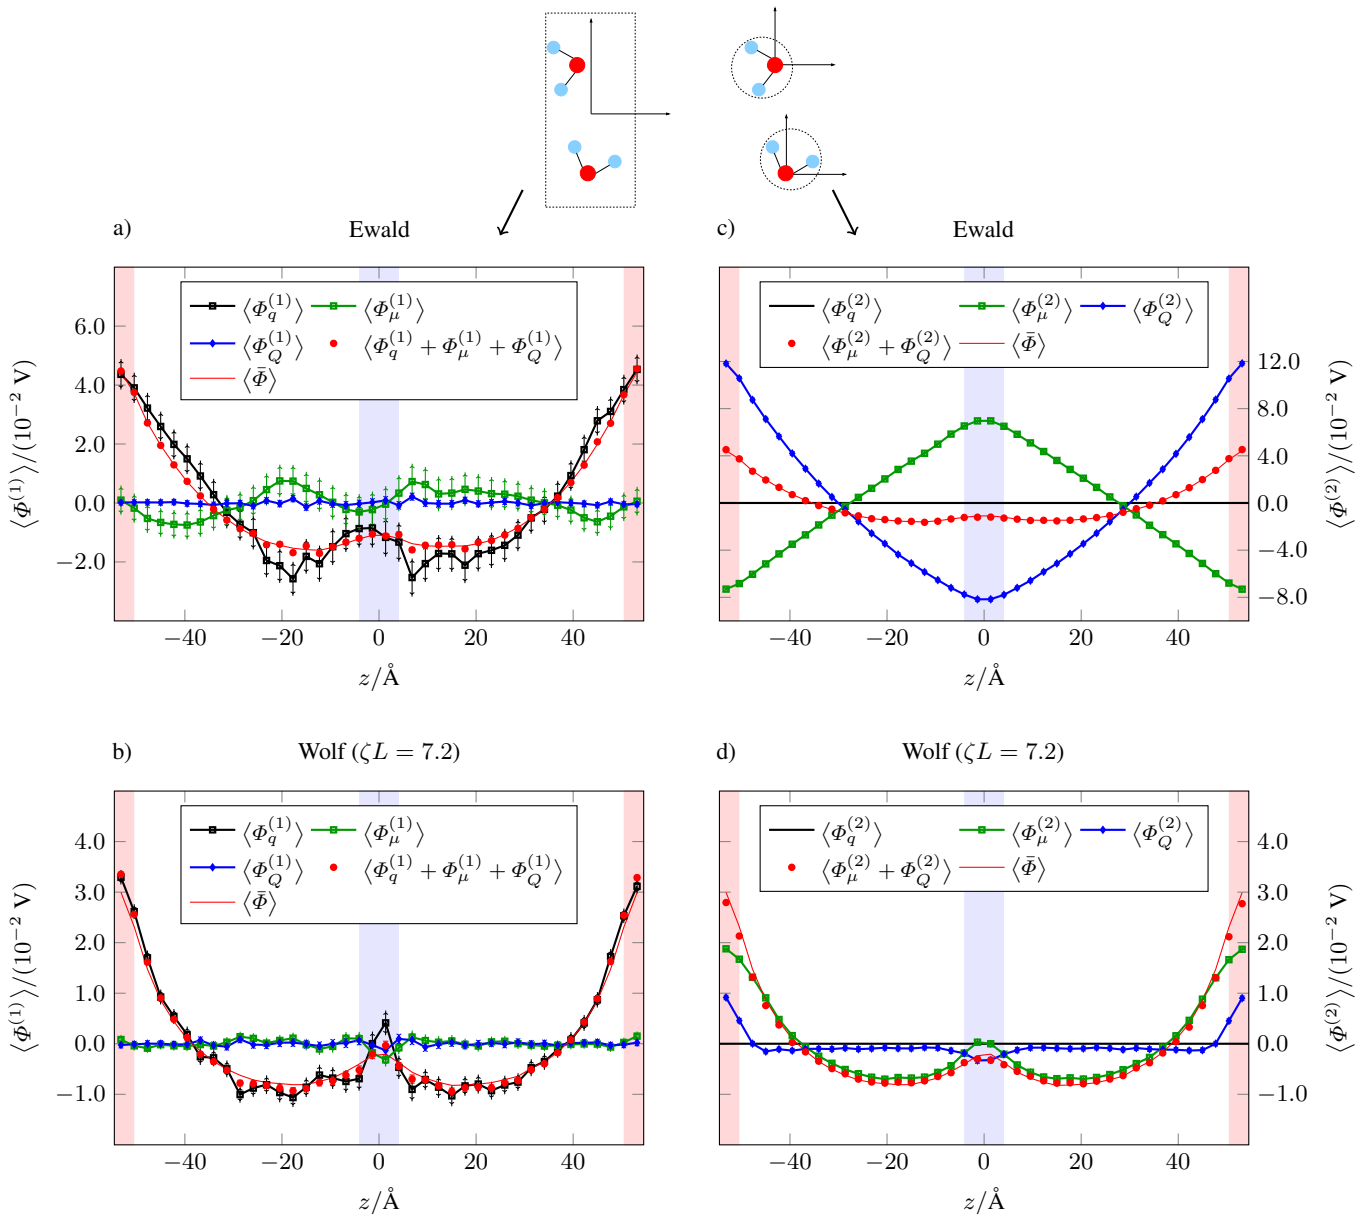 a) Ewald
⟨Φ_q^(1)⟩ ⟨Φ_μ^(1)⟩
⟨Φ_Q^(1)⟩ ⟨Φ_q^(1) + Φ_μ^(1) + Φ_Q^(1)⟩
⟨Φ̄⟩
6.0
4.0
2.0
0.0
−2.0
⟨Φ^(1)⟩/(10^−2 V)
−40 −20 0 20 40
z/Å
c) Ewald
⟨Φ_q^(2)⟩ ⟨Φ_μ^(2)⟩ ⟨Φ_Q^(2)⟩
⟨Φ_μ^(2) + Φ_Q^(2)⟩ ⟨Φ̄⟩
12.0
8.0
4.0
0.0
−4.0
−8.0
⟨Φ^(2)⟩/(10^−2 V)
−40 −20 0 20 40
z/Å
b) Wolf (ζL = 7.2)
⟨Φ_q^(1)⟩ ⟨Φ_μ^(1)⟩
⟨Φ_Q^(1)⟩ ⟨Φ_q^(1) + Φ_μ^(1) + Φ_Q^(1)⟩
⟨Φ̄⟩
4.0
3.0
2.0
1.0
0.0
−1.0
⟨Φ^(1)⟩/(10^−2 V)
−40 −20 0 20 40
z/Å
d) Wolf (ζL = 7.2)
⟨Φ_q^(2)⟩ ⟨Φ_μ^(2)⟩ ⟨Φ_Q^(2)⟩
⟨Φ_μ^(2) + Φ_Q^(2)⟩ ⟨Φ̄⟩
4.0
3.0
2.0
1.0
0.0
−1.0
⟨Φ^(2)⟩/(10^−2 V)
−40 −20 0 20 40
z/Å